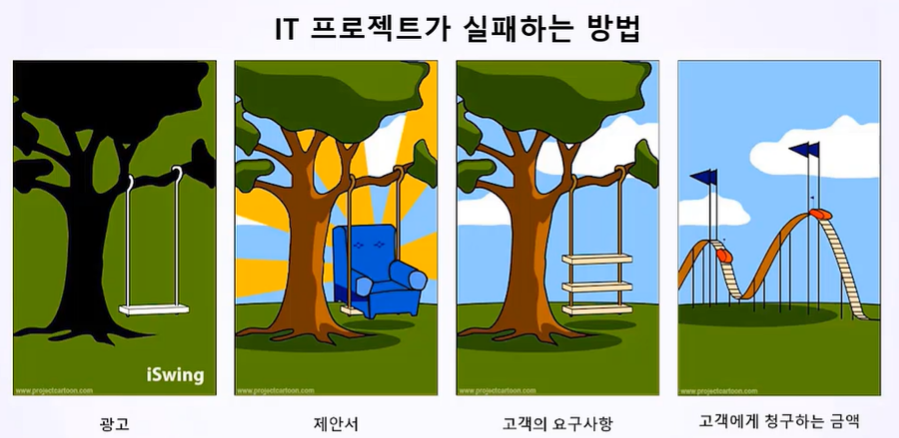 IT 프로젝트가 실패하는 방법
iSwing
www.projectcartoon.com
www.projectcartoon.com
www.projectcartoon.com
www.projectcartoon.com
광고
제안서
고객의 요구사항
고객에게 청구하는 금액